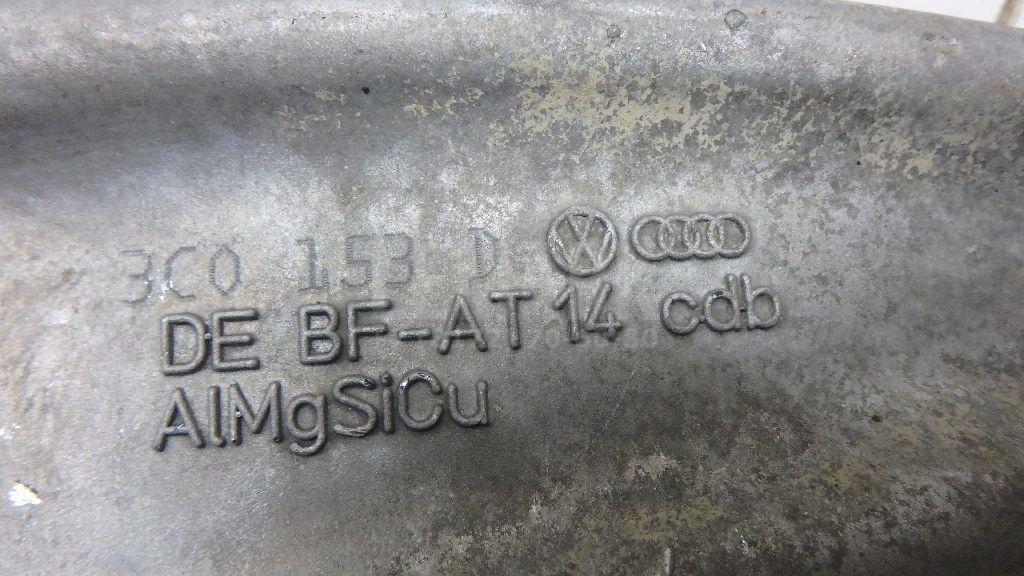 3C0 153 D
DE BF-AT 14 cdb
AlMgSiCu